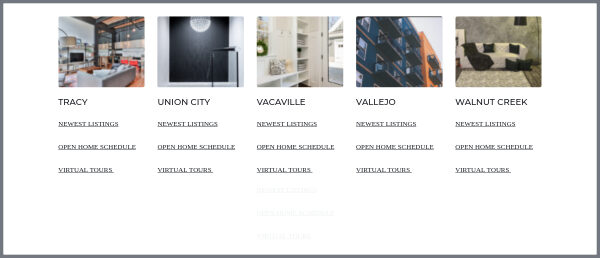 TRACY
NEWEST LISTINGS
OPEN HOME SCHEDULE
VIRTUAL TOURS
UNION CITY
NEWEST LISTINGS
OPEN HOME SCHEDULE
VIRTUAL TOURS
VACAVILLE
NEWEST LISTINGS
OPEN HOME SCHEDULE
VIRTUAL TOURS
NEWEST LISTINGS
OPEN HOME SCHEDULE
VIRTUAL TOURS
VALLEJO
NEWEST LISTINGS
OPEN HOME SCHEDULE
VIRTUAL TOURS
WALNUT CREEK
NEWEST LISTINGS
OPEN HOME SCHEDULE
VIRTUAL TOURS